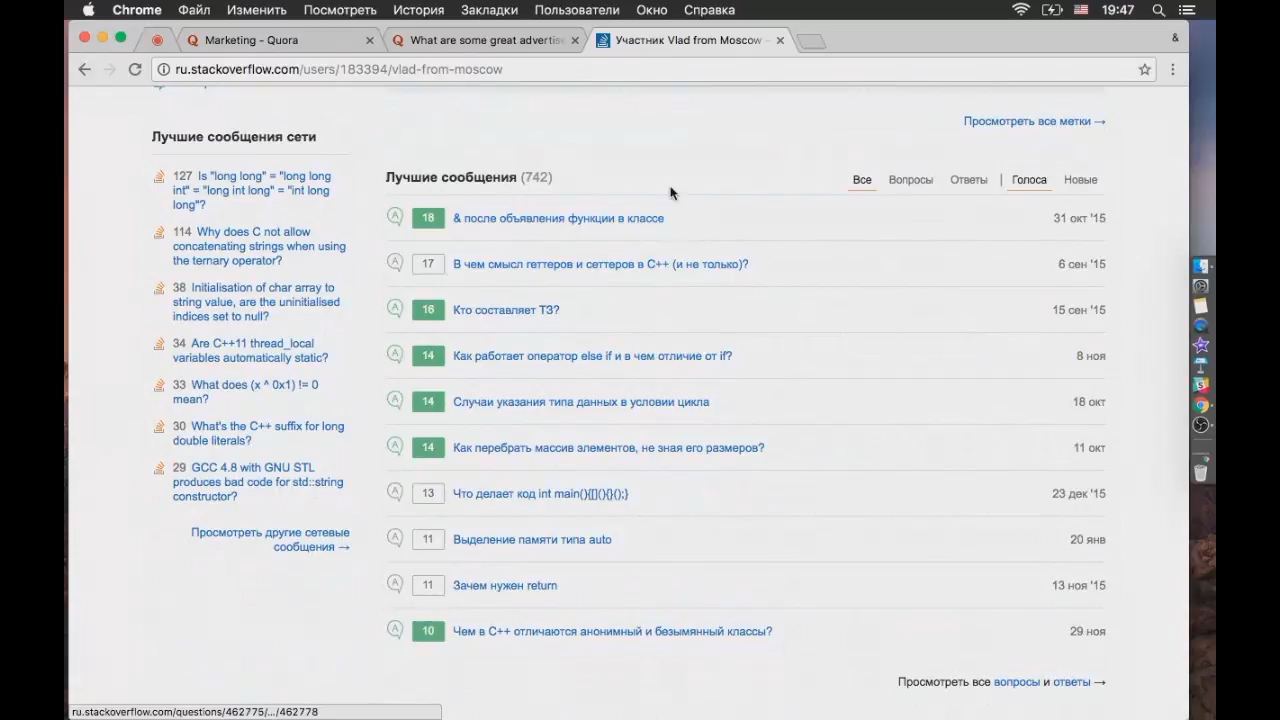 Chrome Файл Изменить Просмотреть История Закладки Пользователи Окно Справка 19:47
Marketing - Quora
What are some great advertis
Участник Vlad from Moscow -
ru.stackoverflow.com/users/183394/vlad-from-moscow
Просмотреть все метки →
Лучшие сообщения сети
127 Is "long long" = "long long
int" = "long int long" = "int long
long"?
114 Why does C not allow
concatenating strings when using
the ternary operator?
38 Initialisation of char array to
string value, are the uninitialised
indices set to null?
34 Are C++11 thread_local
variables automatically static?
33 What does (x ^ 0x1) != 0
mean?
30 What's the C++ suffix for long
double literals?
29 GCC 4.8 with GNU STL
produces bad code for std::string
constructor?
Просмотреть другие сетевые
сообщения →
Лучшие сообщения (742)
Все Вопросы Ответы | Голоса Новые
A 18 & после объявления функции в классе 31 окт '15
A 17 В чем смысл геттеров и сеттеров в C++ (и не только)? 6 сен '15
A 16 Кто составляет ТЗ? 15 сен '15
A 14 Как работает оператор else if и в чем отличие от if? 8 ноя
A 14 Случаи указания типа данных в условии цикла 18 окт
A 14 Как перебрать массив элементов, не зная его размеров? 11 окт
A 13 Что делает код int main(){[](){}();} 23 дек '15
A 11 Выделение памяти типа auto 20 янв
A 11 Зачем нужен return 13 ноя '15
A 10 Чем в C++ отличаются анонимный и безымянный классы? 29 ноя
Просмотреть все вопросы и ответы →
ru.stackoverflow.com/questions/462775/.../462778